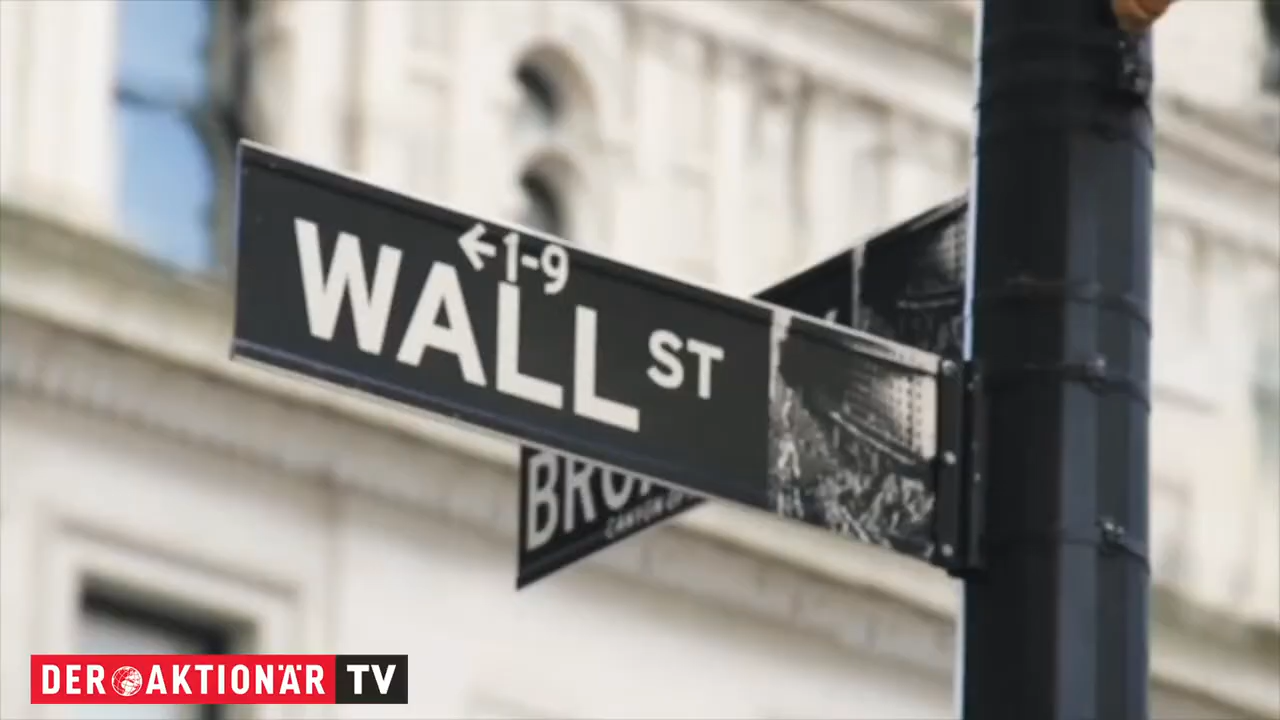 ←1-9
WALL ST
DER AKTIONÄR TV